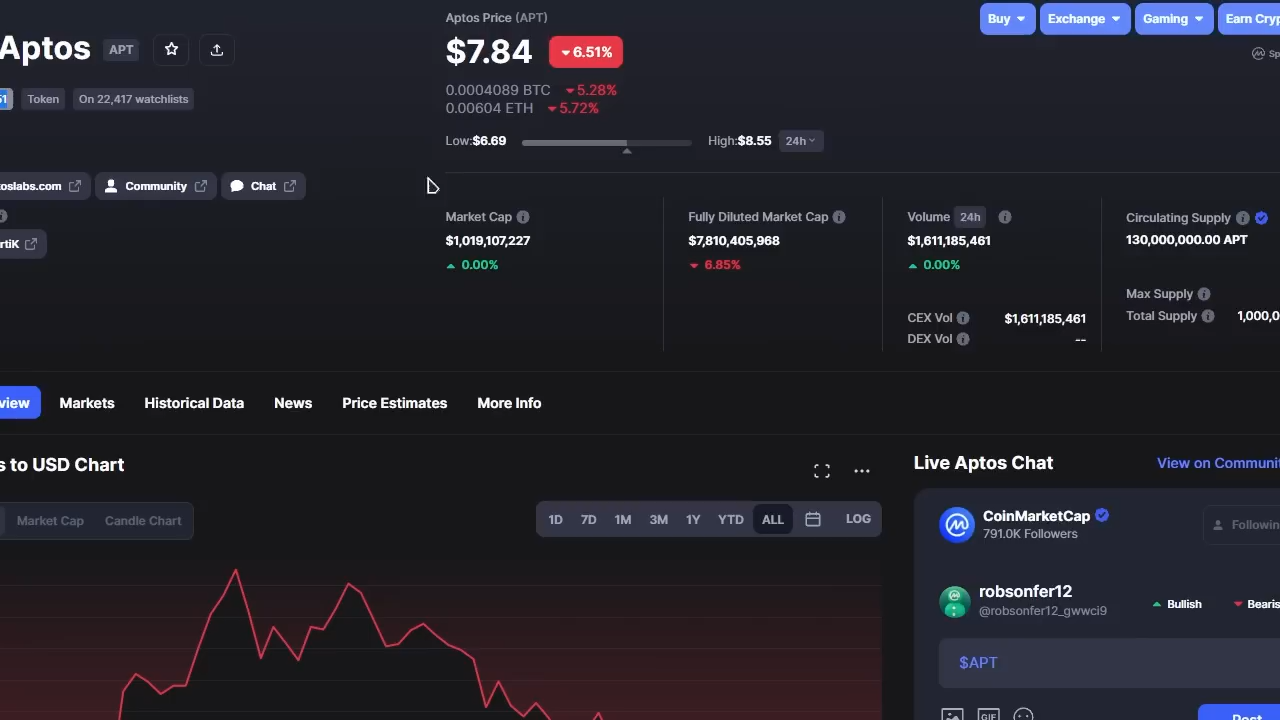 Aptos Price (APT)
Buy
Exchange
Gaming
Earn Cryp
Aptos
APT
$7.84
6.51%
Sp
0.0004089 BTC
5.28%
51
Token
On 22,417 watchlists
0.00604 ETH
5.72%
Low:$6.69
High:$8.55
24h
oslabs.com
Community
Chat
Market Cap
Fully Diluted Market Cap
Volume
24h
Circulating Supply
rtiK
$1,019,107,227
$7,810,405,968
$1,611,185,461
130,000,000.00 APT
0.00%
6.85%
0.00%
Max Supply
CEX Vol
$1,611,185,461
Total Supply
1,000,0
DEX Vol
--
view
Markets
Historical Data
News
Price Estimates
More Info
s to USD Chart
Live Aptos Chat
View on Communit
Market Cap
Candle Chart
1D
7D
1M
3M
1Y
YTD
ALL
LOG
CoinMarketCap
791.0K Followers
Followin
robsonfer12
@robsonfer12_gwwci9
Bullish
Bearis
$APT
GIF
Post